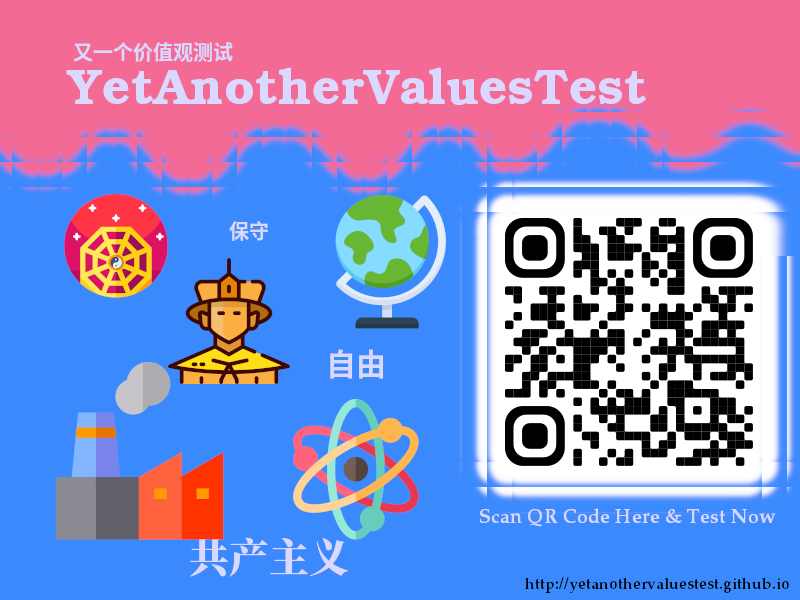 又一个价值观测试
YetAnotherValuesTest
保守
自由
共产主义
Scan QR Code Here & Test Now
http://yetanothervaluestest.github.io